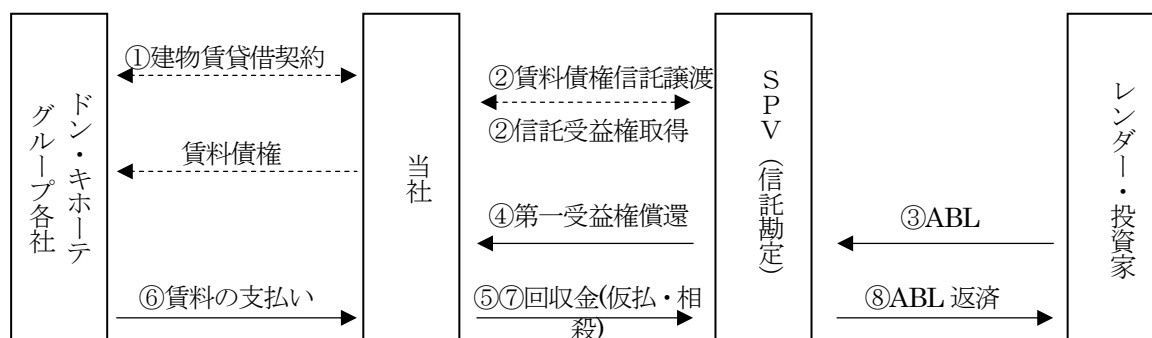 ドン・キホーテ
グループ各社
①建物賃貸借契約
賃料債権
⑥賃料の支払い
当社
②賃料債権信託譲渡
②信託受益権取得
④第一受益権償還
⑤⑦回収金(仮払・相
殺)
SPV(信託勘定)
③ABL
⑧ABL 返済
レンダー・投資家